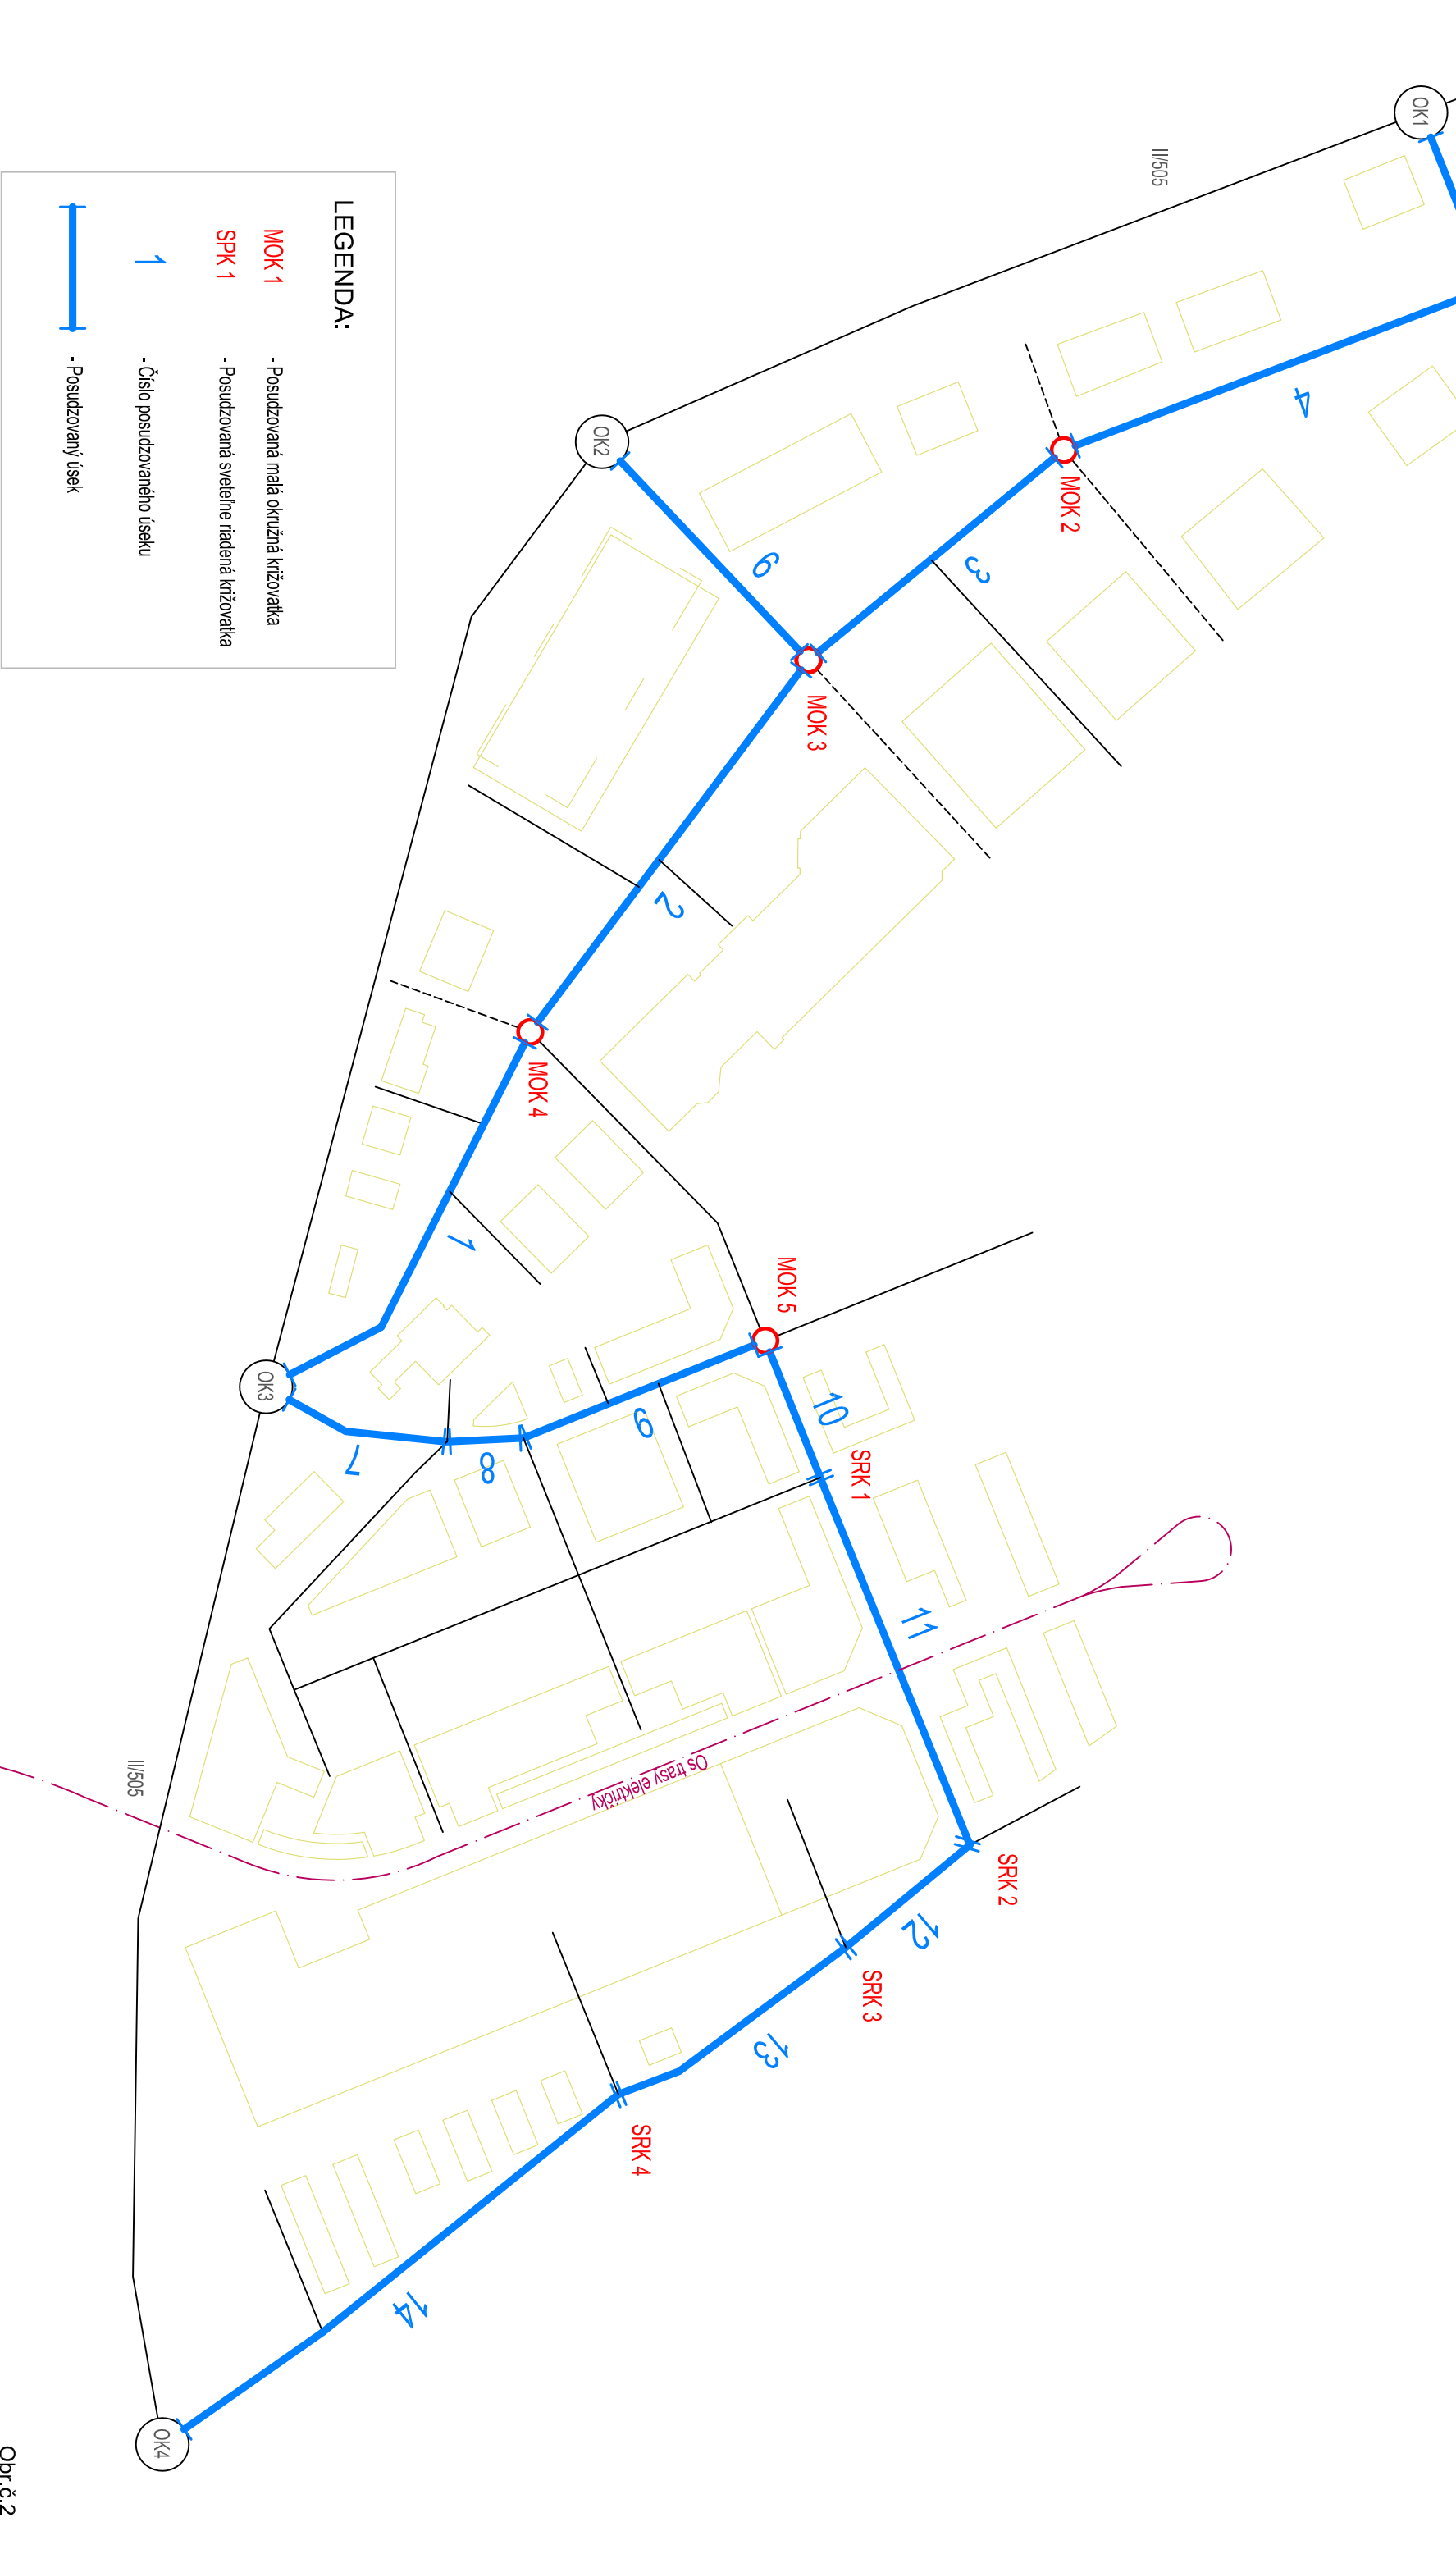 OK1
II/505
4
MOK 2
3
OK2
6
MOK 3
2
MOK 4
1
MOK 5
10
SRK 1
9
8
7
OK3
11
Os trasy električky
II/505
SRK 2
12
SRK 3
13
SRK 4
14
OK4
LEGENDA:
MOK 1 - Posudzovaná malá okružná križovatka
SPK 1 - Posudzovaná sveteľne riadená križovatka
1 - Číslo posudzovaného úseku
- Posudzovaný úsek
Obr.č.2